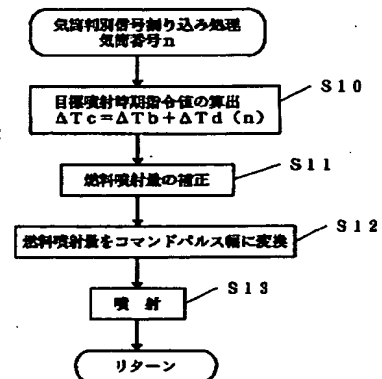 気筒判別信号割り込み処理
気筒番号n
S10
目標噴射時期指令値の算出
ΔTc=ΔTb+ΔTd(n)
S11
燃料噴射量の補正
S12
燃料噴射量をコマンドパルス幅に変換
S13
噴射
リターン